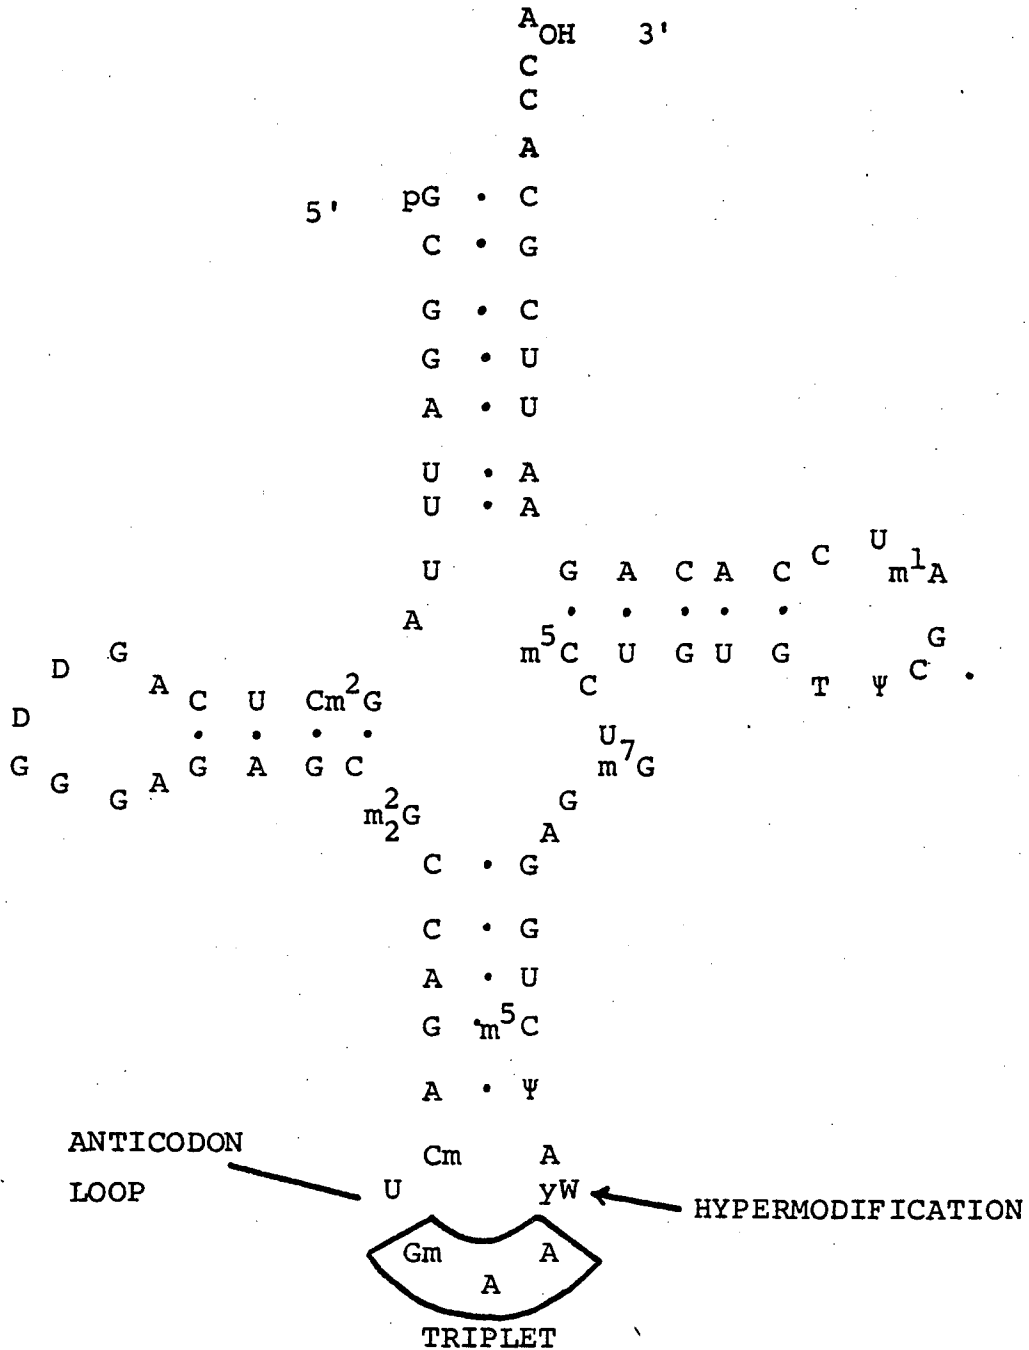 A OH 3'
C
C
A
5' pG · C
C · G
G · C
G · U
A · U
U · A
U · A
U G A C A C C U m¹A
A
m⁵C U G U G T Ψ C G
C
D D G A C U Cm²G
G G G A G A G C
U
m⁷G
m²₂G
G
A
C · G
C · G
A · U
G · m⁵C
A · Ψ
Cm A
ANTICODON
LOOP
U yW HYPERMODIFICATION
Gm A A
TRIPLET